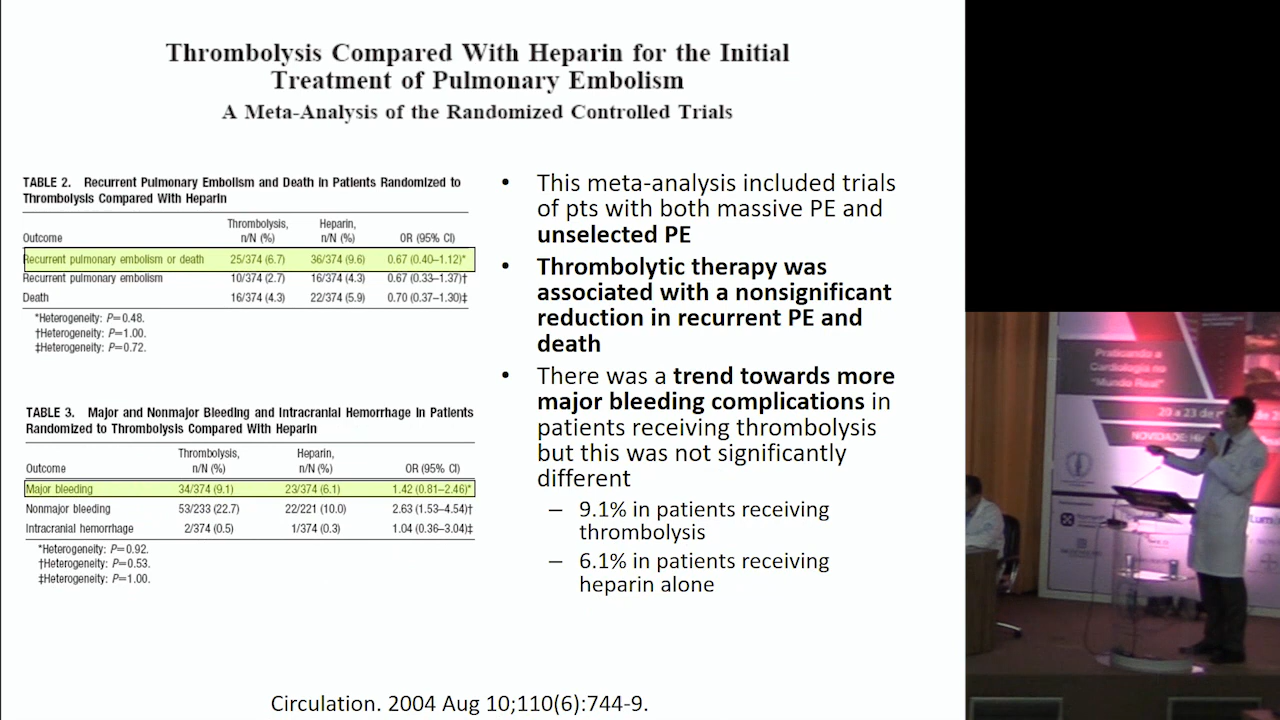 Thrombolysis Compared With Heparin for the Initial
Treatment of Pulmonary Embolism
A Meta-Analysis of the Randomized Controlled Trials
TABLE 2. Recurrent Pulmonary Embolism and Death in Patients Randomized to
Thrombolysis Compared With Heparin
Thrombolysis, Heparin,
Outcome n/N (%) n/N (%) OR (95% CI)
Recurrent pulmonary embolism or death 25/374 (6.7) 36/374 (9.6) 0.67 (0.40–1.12)*
Recurrent pulmonary embolism 10/374 (2.7) 16/374 (4.3) 0.67 (0.33–1.37)†
Death 16/374 (4.3) 22/374 (5.9) 0.70 (0.37–1.30)‡
*Heterogeneity: P=0.48.
†Heterogeneity: P=1.00.
‡Heterogeneity: P=0.72.
TABLE 3. Major and Nonmajor Bleeding and Intracranial Hemorrhage in Patients
Randomized to Thrombolysis Compared With Heparin
Thrombolysis, Heparin,
Outcome n/N (%) n/N (%) OR (95% CI)
Major bleeding 34/374 (9.1) 23/374 (6.1) 1.42 (0.81–2.46)*
Nonmajor bleeding 53/233 (22.7) 22/221 (10.0) 2.63 (1.53–4.54)†
Intracranial hemorrhage 2/374 (0.5) 1/374 (0.3) 1.04 (0.36–3.04)‡
*Heterogeneity: P=0.92.
†Heterogeneity: P=0.53.
‡Heterogeneity: P=1.00.
• This meta-analysis included trials
of pts with both massive PE and
unselected PE
• Thrombolytic therapy was
associated with a nonsignificant
reduction in recurrent PE and
death
• There was a trend towards more
major bleeding complications in
patients receiving thrombolysis
but this was not significantly
different
– 9.1% in patients receiving
thrombolysis
– 6.1% in patients receiving
heparin alone
Circulation. 2004 Aug 10;110(6):744-9.
Praticando a
Cardiologia no
"Mundo Real"
20 a 23 de
NOVIDADE: